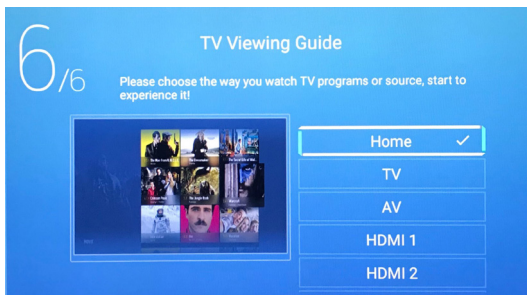 6/6
TV Viewing Guide
Please choose the way you watch TV programs or source, start to
experience it!
Home
TV
AV
HDMI 1
HDMI 2